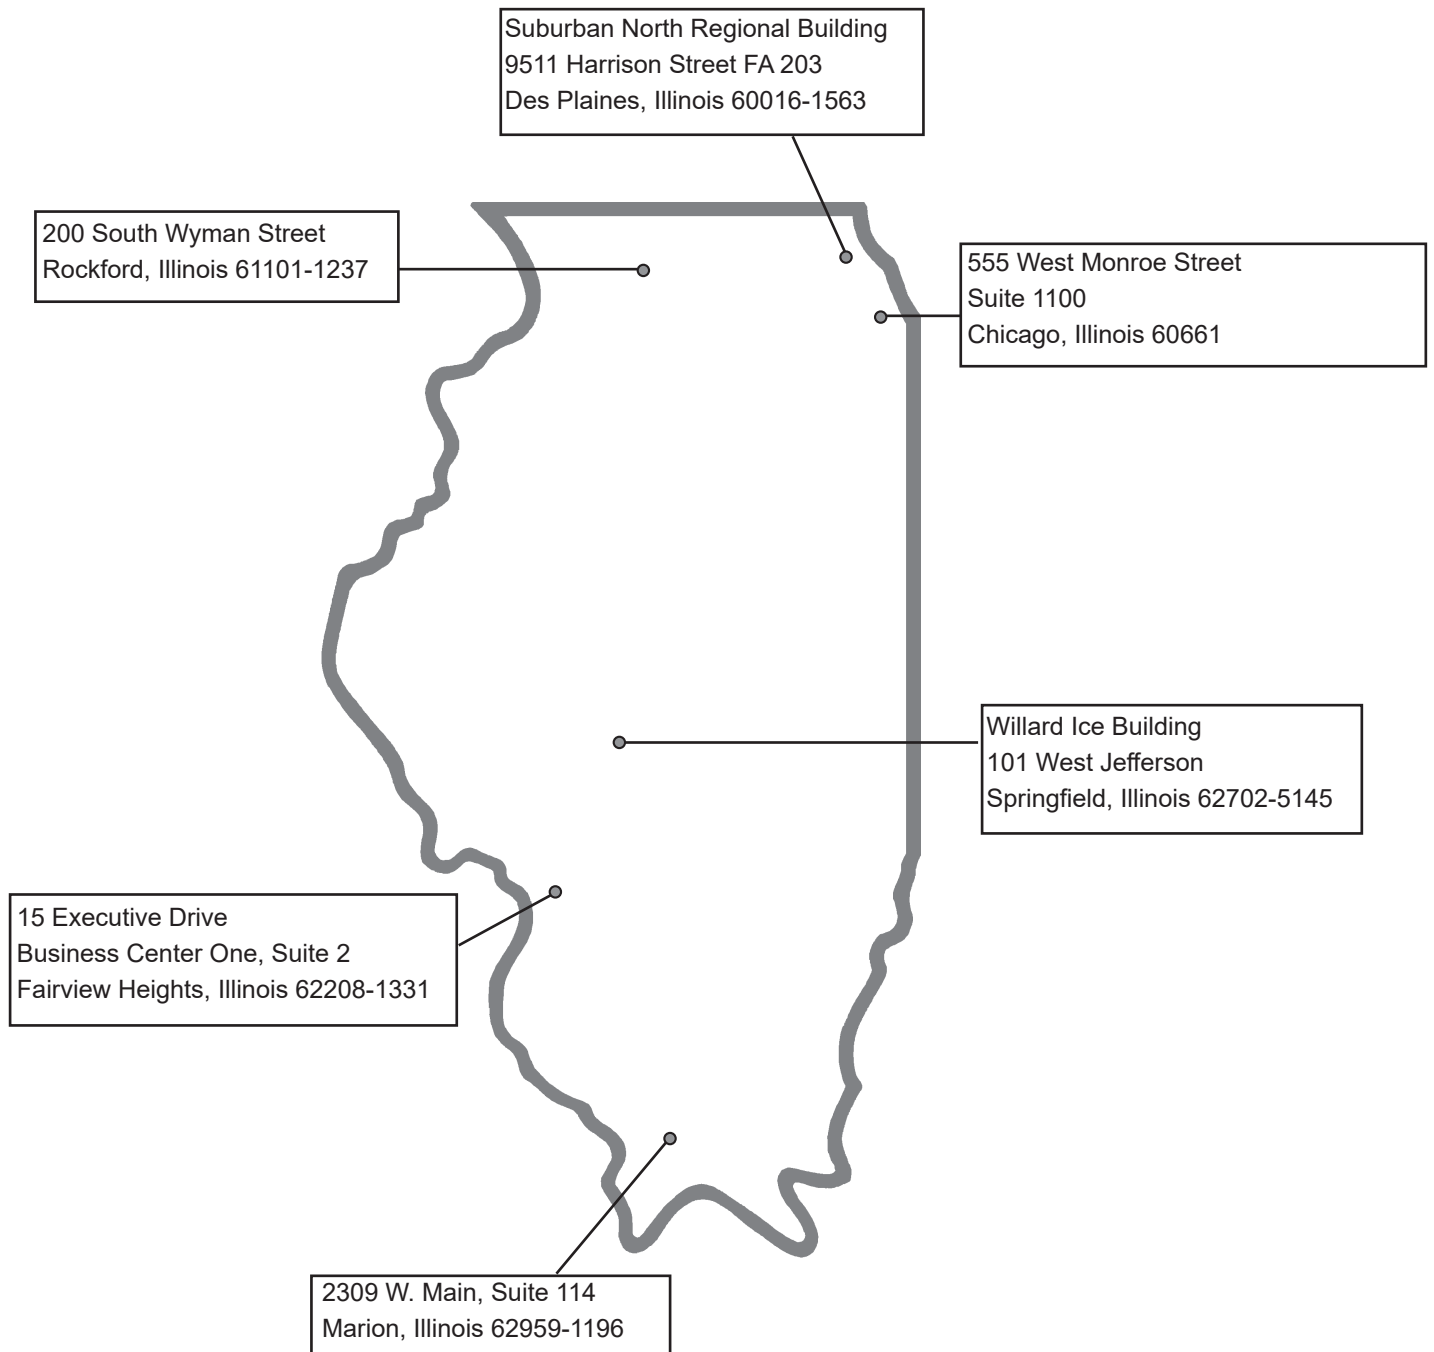 Suburban North Regional Building
9511 Harrison Street FA 203
Des Plaines, Illinois 60016-1563
200 South Wyman Street
Rockford, Illinois 61101-1237
555 West Monroe Street
Suite 1100
Chicago, Illinois 60661
Willard Ice Building
101 West Jefferson
Springfield, Illinois 62702-5145
15 Executive Drive
Business Center One, Suite 2
Fairview Heights, Illinois 62208-1331
2309 W. Main, Suite 114
Marion, Illinois 62959-1196